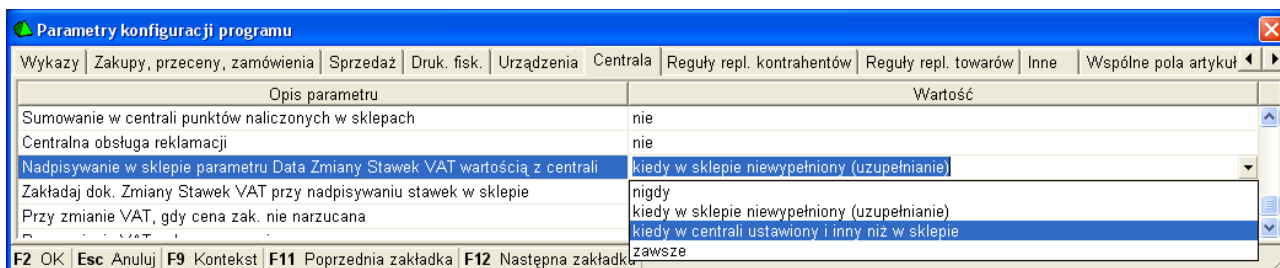 Parametry konfiguracji programu
Wykazy Zakupy, przeceny, zamówienia Sprzedaż Druk. fisk. Urządzenia Centrala Reguły repl. kontrahentów Reguły repl. towarów Inne Wspólne pola artykuł
Opis parametru Wartość
Sumowanie w centrali punktów naliczonych w sklepach nie
Centralna obsługa reklamacji nie
Nadpisywanie w sklepie parametru Data Zmiany Stawek VAT wartością z centrali kiedy w sklepie niewypełniony (uzupełnianie)
Zakładaj dok. Zmiany Stawek VAT przy nadpisywaniu stawek w sklepie nigdy
Przy zmianie VAT, gdy cena zak. nie narzucana kiedy w sklepie niewypełniony (uzupełnianie)
kiedy w centrali ustawiony i inny niż w sklepie
zawsze
F2 OK Esc Anuluj F9 Kontekst F11 Poprzednia zakładka F12 Następna zakładka